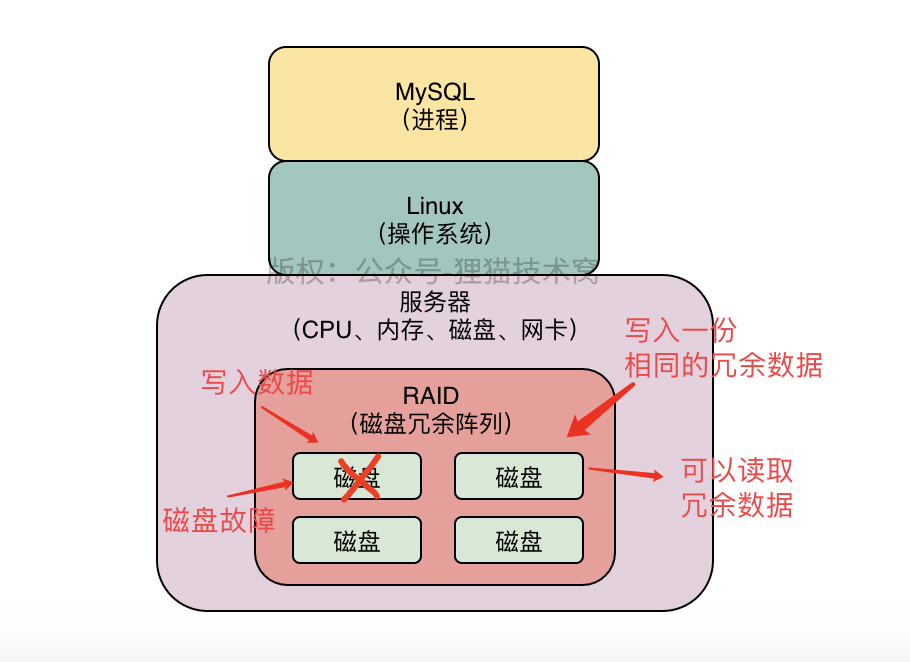 MySQL
（进程）
Linux
（操作系统）
版权：公众号-狸猫技术窝
服务器
（CPU、内存、磁盘、网卡）
写入一份
相同的冗余数据
写入数据
RAID
（磁盘冗余阵列）
磁盘
磁盘
可以读取
冗余数据
磁盘故障
磁盘
磁盘